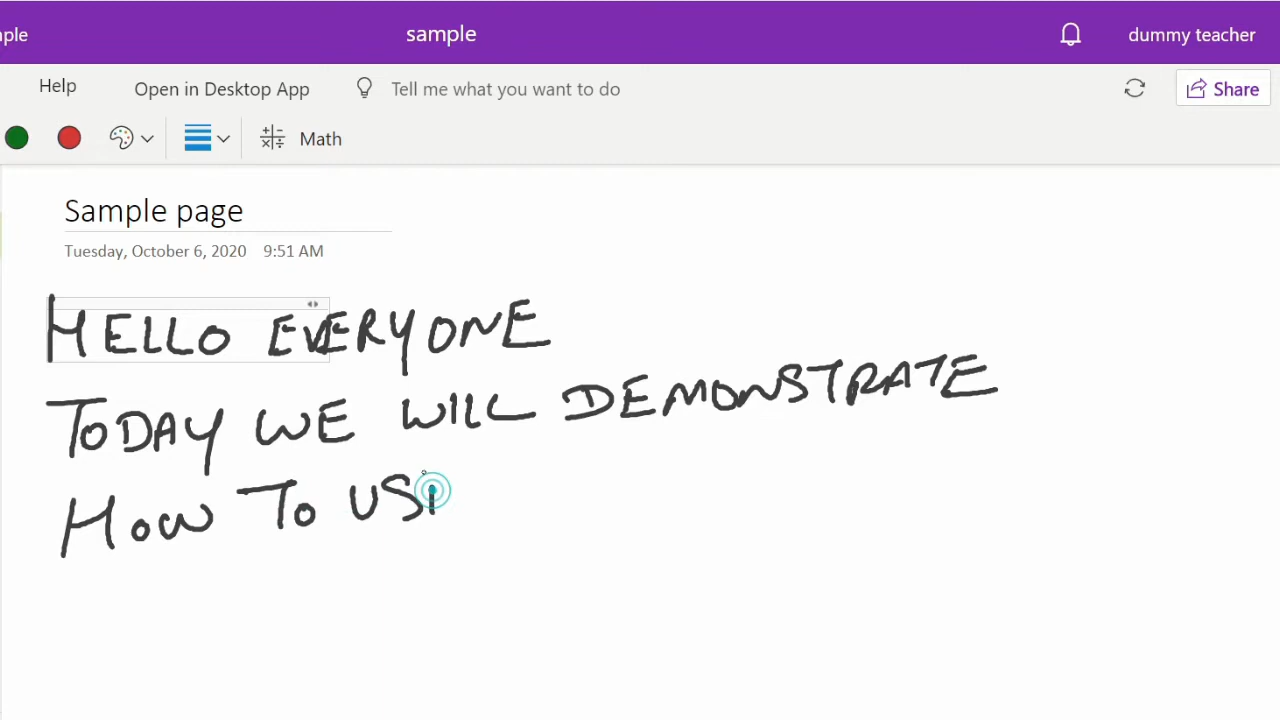 mple sample dummy teacher
Help Open in Desktop App Tell me what you want to do Share
Math
Sample page
Tuesday, October 6, 2020 9:51 AM
HELLO EVERYONE
TODAY WE WILL DEMONSTRATE
HOW TO